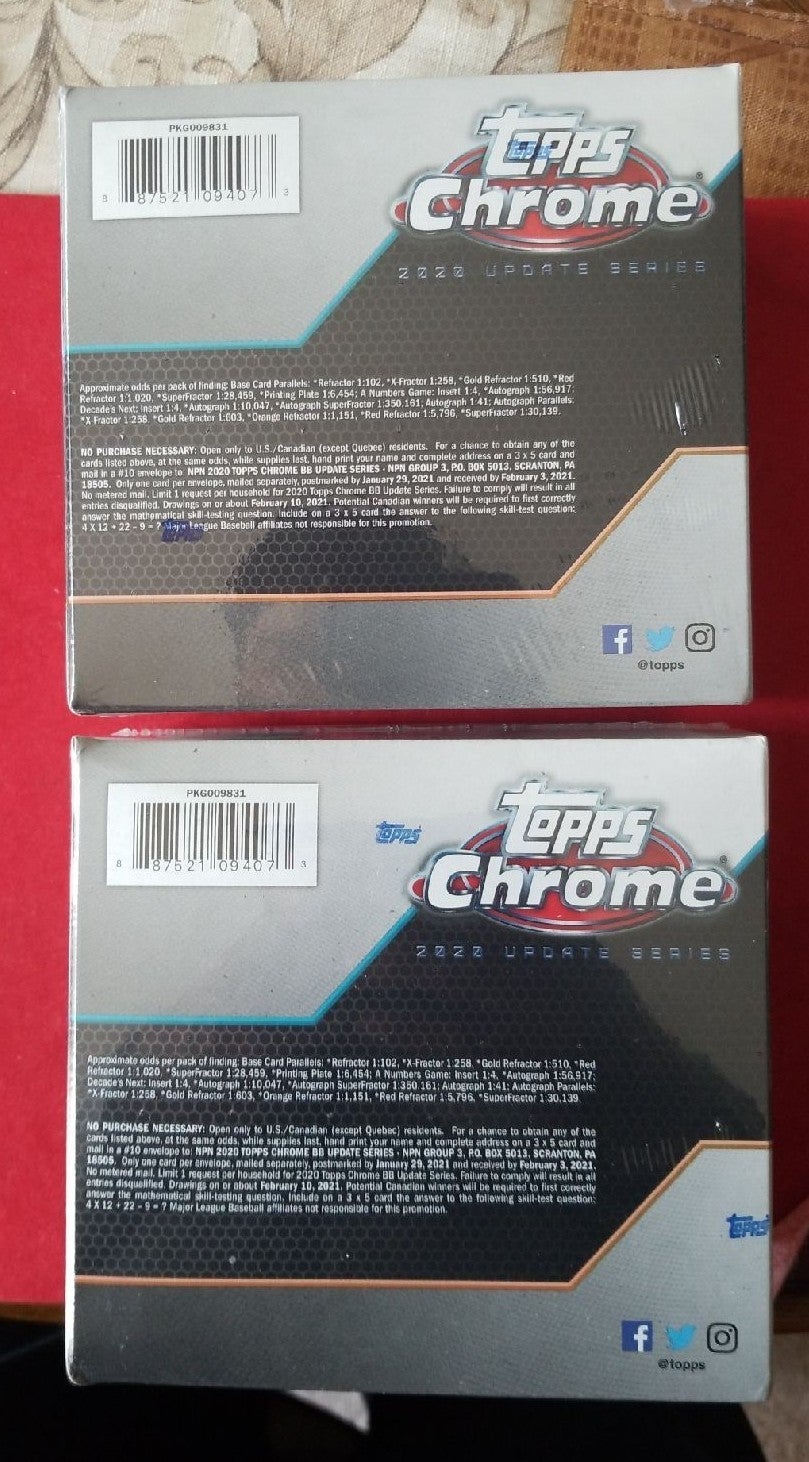 PKG009831
8 87521 09407 3
Topps
Topps
Chrome®
2020 UPDATE SERIES
Approximate odds per pack of finding: Base Card Parallels: *Refractor 1:102, *X-Fractor 1:258, *Gold Refractor 1:510, *Red
Refractor 1:1,020, *SuperFractor 1:28,459, *Printing Plate 1:6,454; A Numbers Game: Insert 1:4, *Autograph 1:56,917;
Decade's Next: Insert 1:4, *Autograph 1:10,047, *Autograph SuperFractor 1:350,161; Autograph 1:41; Autograph Parallels:
*X-Fractor 1:258, *Gold Refractor 1:603, *Orange Refractor 1:1,151, *Red Refractor 1:5,796, *SuperFractor 1:30,139.
NO PURCHASE NECESSARY: Open only to U.S./Canadian (except Quebec) residents. For a chance to obtain any of the
cards listed above, at the same odds, while supplies last, hand print your name and complete address on a 3 x 5 card and
mail in a #10 envelope to: NPN 2020 TOPPS CHROME BB UPDATE SERIES - NPN GROUP 3, P.O. BOX 5013, SCRANTON, PA
18505. Only one card per envelope, mailed separately, postmarked by January 29, 2021 and received by February 3, 2021.
No metered mail. Limit 1 request per household for 2020 Topps Chrome BB Update Series. Failure to comply will result in all
entries disqualified. Drawings on or about February 10, 2021. Potential Canadian winners will be required to first correctly
answer the mathematical skill-testing question. Include on a 3 x 5 card the answer to the following skill-test question:
4 X 12 + 22 - 9 = ? Major League Baseball affiliates not responsible for this promotion.
Topps
@topps
PKG009831
8 87521 09407 3
Topps
Topps
Chrome®
2020 UPDATE SERIES
Approximate odds per pack of finding: Base Card Parallels: *Refractor 1:102, *X-Fractor 1:258, *Gold Refractor 1:510, *Red
Refractor 1:1,020, *SuperFractor 1:28,459, *Printing Plate 1:6,454; A Numbers Game: Insert 1:4, *Autograph 1:56,917;
Decade's Next: Insert 1:4, *Autograph 1:10,047, *Autograph SuperFractor 1:350,161; Autograph 1:41; Autograph Parallels:
*X-Fractor 1:258, *Gold Refractor 1:603, *Orange Refractor 1:1,151, *Red Refractor 1:5,796, *SuperFractor 1:30,139.
NO PURCHASE NECESSARY: Open only to U.S./Canadian (except Quebec) residents. For a chance to obtain any of the
cards listed above, at the same odds, while supplies last, hand print your name and complete address on a 3 x 5 card and
mail in a #10 envelope to: NPN 2020 TOPPS CHROME BB UPDATE SERIES - NPN GROUP 3, P.O. BOX 5013, SCRANTON, PA
18505. Only one card per envelope, mailed separately, postmarked by January 29, 2021 and received by February 3, 2021.
No metered mail. Limit 1 request per household for 2020 Topps Chrome BB Update Series. Failure to comply will result in all
entries disqualified. Drawings on or about February 10, 2021. Potential Canadian winners will be required to first correctly
answer the mathematical skill-testing question. Include on a 3 x 5 card the answer to the following skill-test question:
4 X 12 + 22 - 9 = ? Major League Baseball affiliates not responsible for this promotion.
Topps
@topps